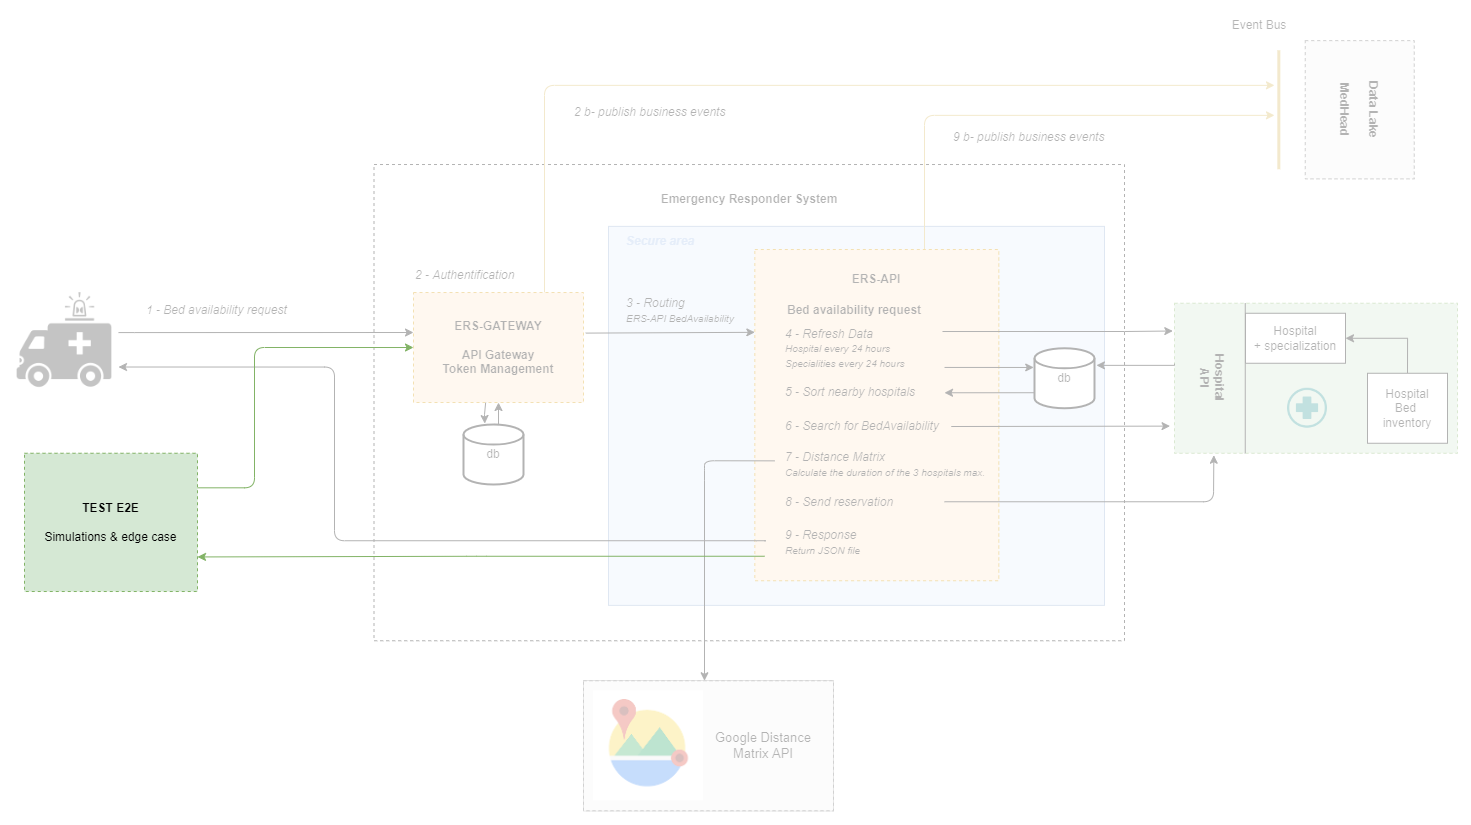 Event Bus
Data Lake
MedHead
2 b- publish business events
9 b- publish business events
Emergency Responder System
Secure area
2 - Authentification
1 - Bed availability request
ERS-GATEWAY
API Gateway
Token Management
db
3 - Routing
ERS-API BedAvailability
ERS-API
Bed availability request
4 - Refresh Data
Hospital every 24 hours
Specialities every 24 hours
5 - Sort nearby hospitals
6 - Search for BedAvailability
7 - Distance Matrix
Calculate the duration of the 3 hospitals max.
8 - Send reservation
9 - Response
Return JSON file
db
Hospital
API
Hospital
+ specialization
Hospital
Bed
inventory
TEST E2E
Simulations & edge case
Google Distance
Matrix API